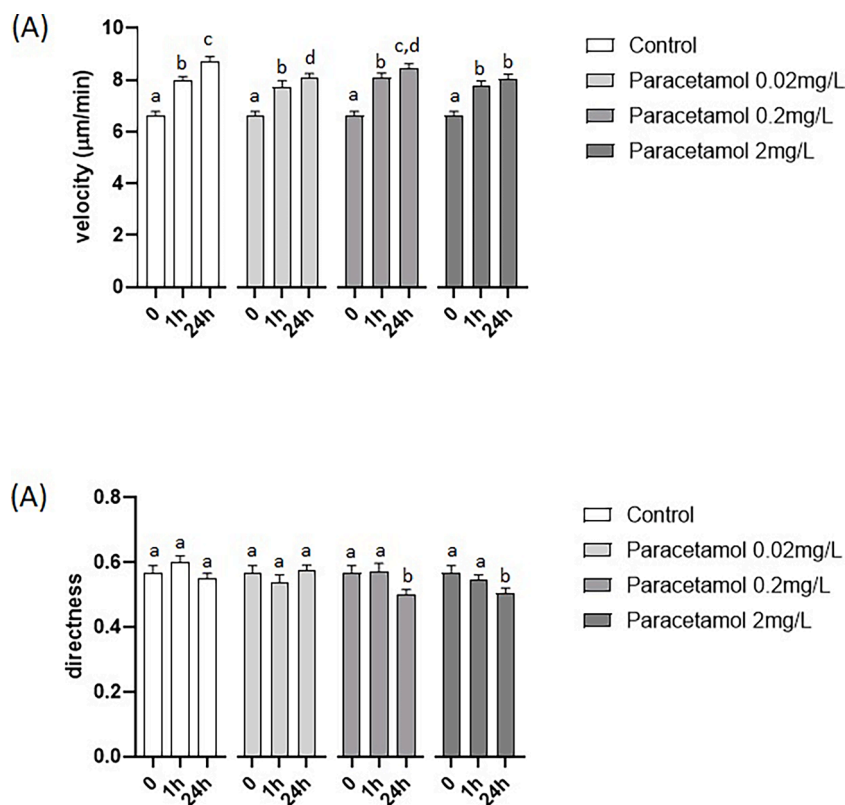 (A)
velocity (µm/min)
10
8
6
4
2
0
a b c
a b d
a b c,d
a b b
0 1h 24h 0 1h 24h 0 1h 24h 0 1h 24h
Control
Paracetamol 0.02mg/L
Paracetamol 0.2mg/L
Paracetamol 2mg/L
(A)
directness
0.8
0.6
0.4
0.2
0.0
a a a
a a a
a a b
a a b
0 1h 24h 0 1h 24h 0 1h 24h 0 1h 24h
Control
Paracetamol 0.02mg/L
Paracetamol 0.2mg/L
Paracetamol 2mg/L